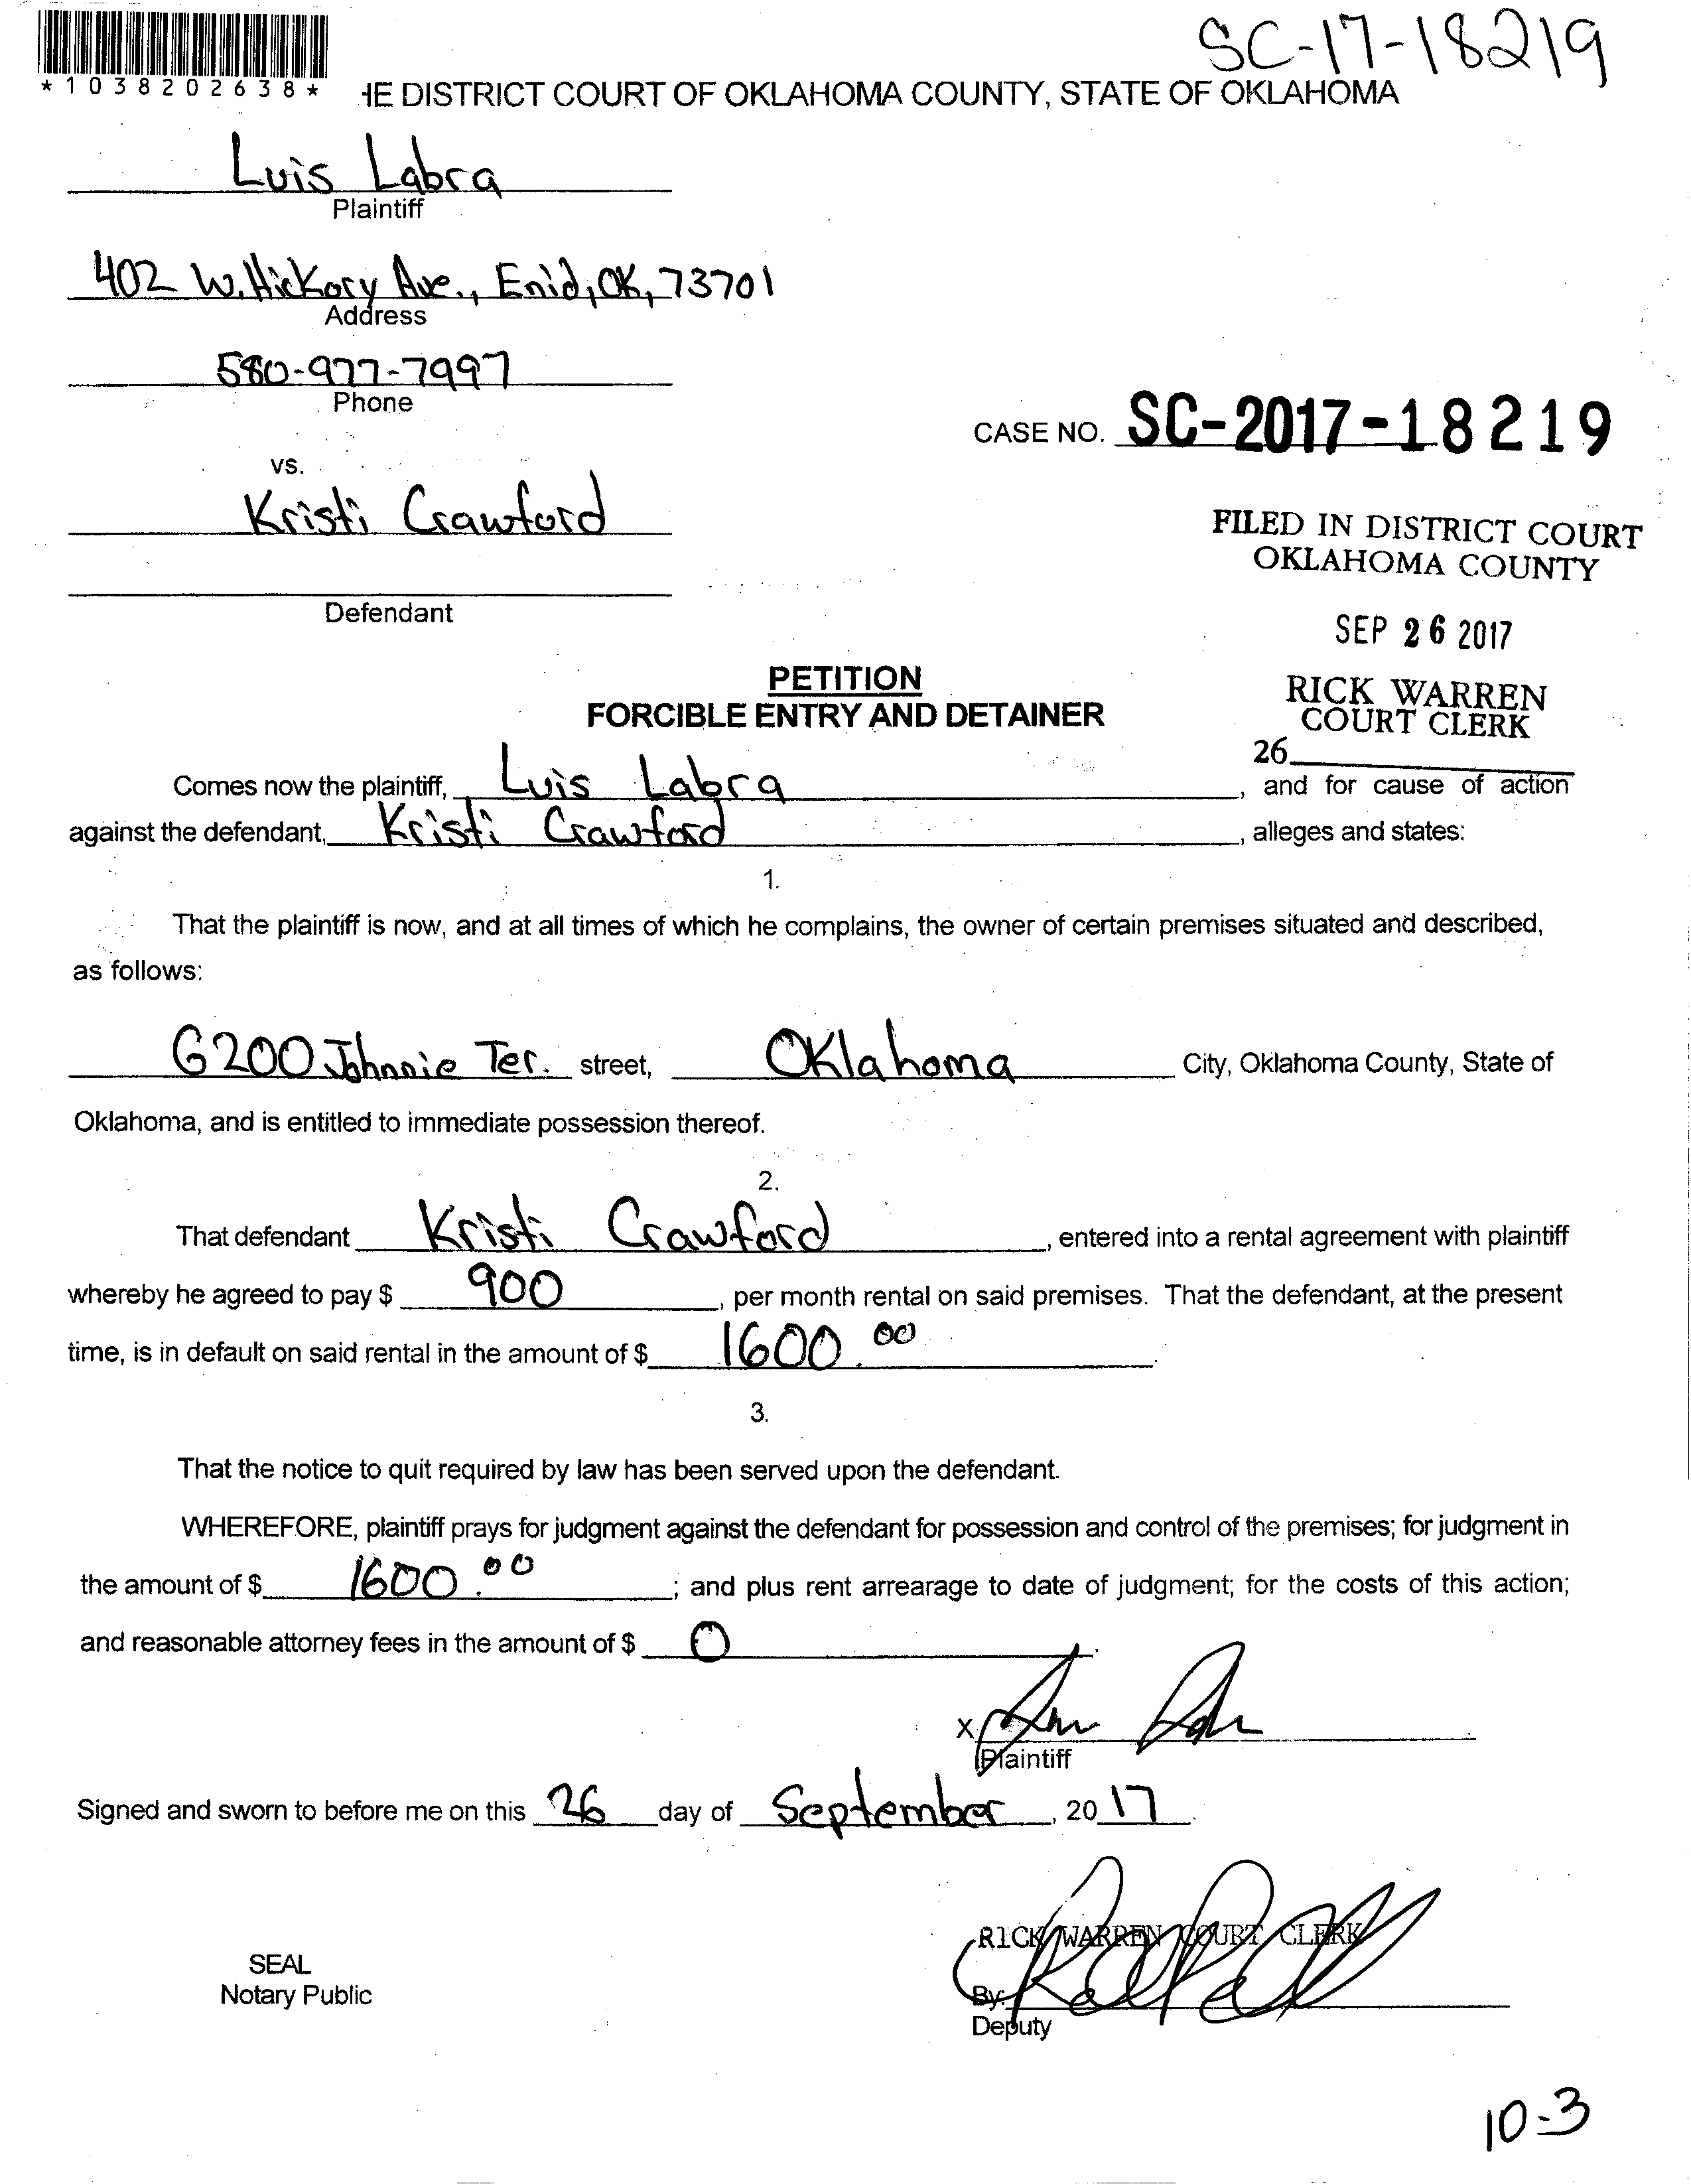 SC-17-18219
*1038202638*
HE DISTRICT COURT OF OKLAHOMA COUNTY, STATE OF OKLAHOMA
Luis Labra
Plaintiff
402 W. Hickory Ave., Enid, OK, 73701
Address
580-977-7997
Phone
CASE NO. SC-2017-18219
vs.
Kristi Crawford
Defendant
FILED IN DISTRICT COURT
OKLAHOMA COUNTY
SEP 26 2017
RICK WARREN
COURT CLERK
26
PETITION
FORCIBLE ENTRY AND DETAINER
Comes now the plaintiff, Luis Labra, and for cause of action
against the defendant, Kristi Crawford, alleges and states:
1.
That the plaintiff is now, and at all times of which he complains, the owner of certain premises situated and described,
as follows:
6200 Johnnie Ter. street, Oklahoma City, Oklahoma County, State of
Oklahoma, and is entitled to immediate possession thereof.
2.
That defendant Kristi Crawford, entered into a rental agreement with plaintiff
whereby he agreed to pay $ 900, per month rental on said premises. That the defendant, at the present
time, is in default on said rental in the amount of $ 1600.00.
3.
That the notice to quit required by law has been served upon the defendant.
WHEREFORE, plaintiff prays for judgment against the defendant for possession and control of the premises; for judgment in
the amount of $ 1600.00; and plus rent arrearage to date of judgment; for the costs of this action;
and reasonable attorney fees in the amount of $ 0.
X
Plaintiff
Signed and sworn to before me on this 26 day of September, 2017.
RICK WARREN COURT CLERK
SEAL
Notary Public
By:
Deputy
10-3